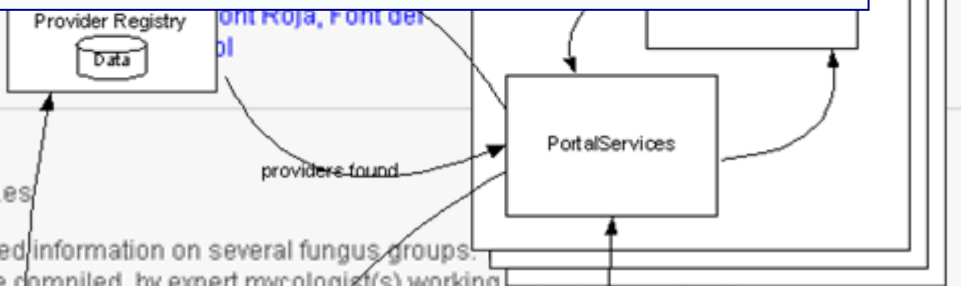 Provider Registry
Data
ont Roja, Font del
ol
PortalServices
providers found
es
ed information on several fungus groups.
e compiled, by expert mycologist(s) working